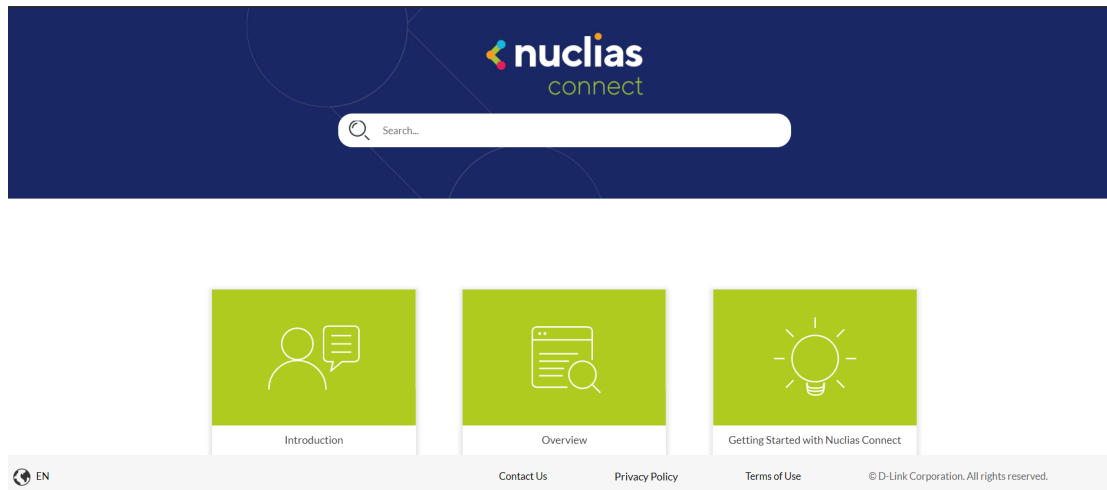 nuclias
connect
Search...
Introduction
Overview
Getting Started with Nuclias Connect
EN
Contact Us
Privacy Policy
Terms of Use
© D-Link Corporation. All rights reserved.